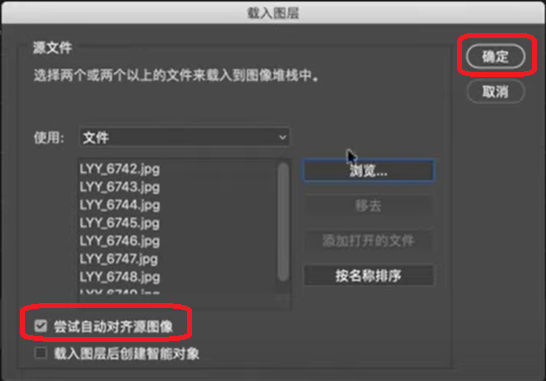 载入图层
源文件
确定
选择两个或两个以上的文件来载入到图像堆栈中。
取消
使用: 文件
LYY_6742.jpg
浏览...
LYY_6743.jpg
LYY_6744.jpg
移去
LYY_6745.jpg
LYY_6746.jpg
添加打开的文件
LYY_6747.jpg
LYY_6748.jpg
按名称排序
尝试自动对齐源图像
载入图层后创建智能对象